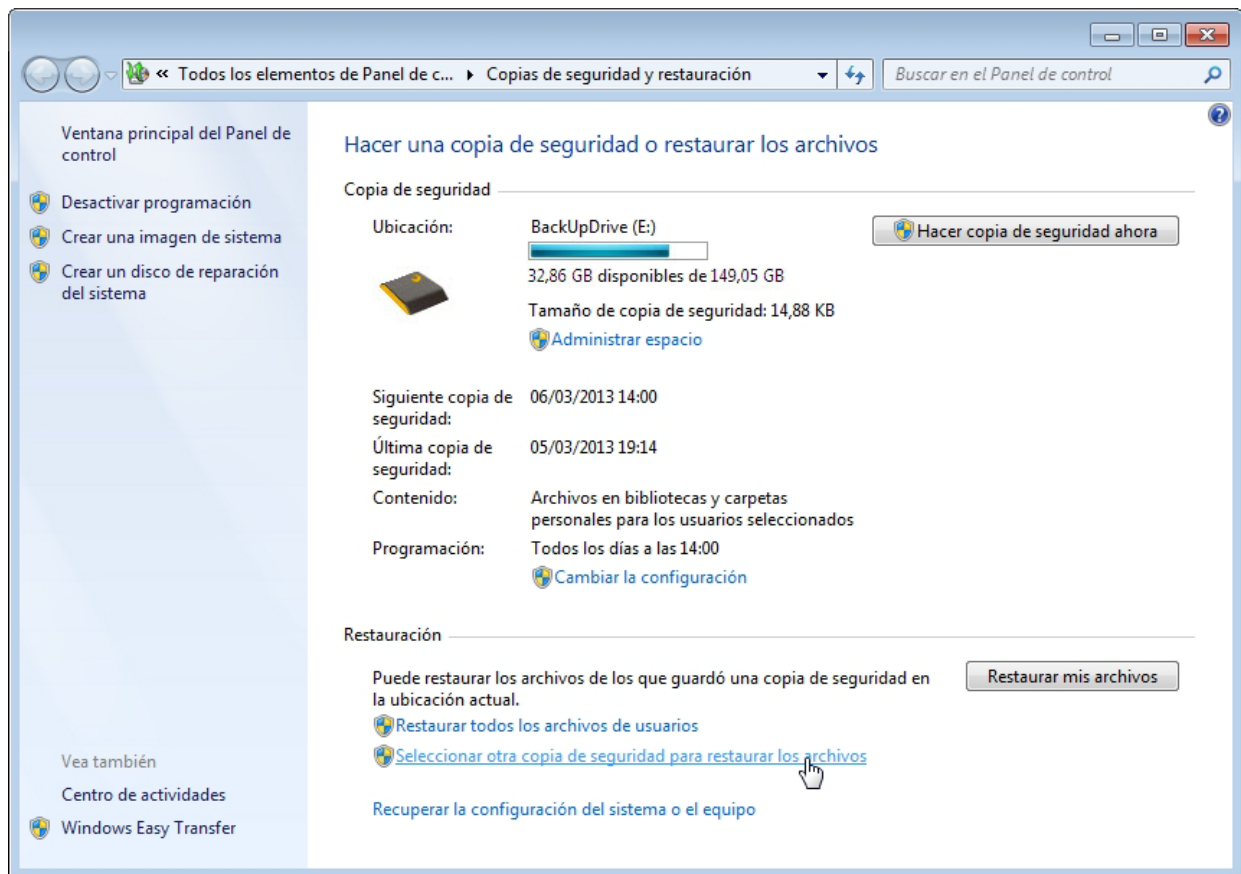 « Todos los elementos de Panel de c... ▸ Copias de seguridad y restauración
Buscar en el Panel de control
Ventana principal del Panel de
control
Desactivar programación
Crear una imagen de sistema
Crear un disco de reparación
del sistema
Vea también
Centro de actividades
Windows Easy Transfer
Hacer una copia de seguridad o restaurar los archivos
Copia de seguridad
Ubicación:
BackUpDrive (E:)
Hacer copia de seguridad ahora
32,86 GB disponibles de 149,05 GB
Tamaño de copia de seguridad: 14,88 KB
Administrar espacio
Siguiente copia de 06/03/2013 14:00
seguridad:
Última copia de 05/03/2013 19:14
seguridad:
Contenido: Archivos en bibliotecas y carpetas
personales para los usuarios seleccionados
Programación: Todos los días a las 14:00
Cambiar la configuración
Restauración
Puede restaurar los archivos de los que guardó una copia de seguridad en
la ubicación actual.
Restaurar mis archivos
Restaurar todos los archivos de usuarios
Seleccionar otra copia de seguridad para restaurar los archivos
Recuperar la configuración del sistema o el equipo